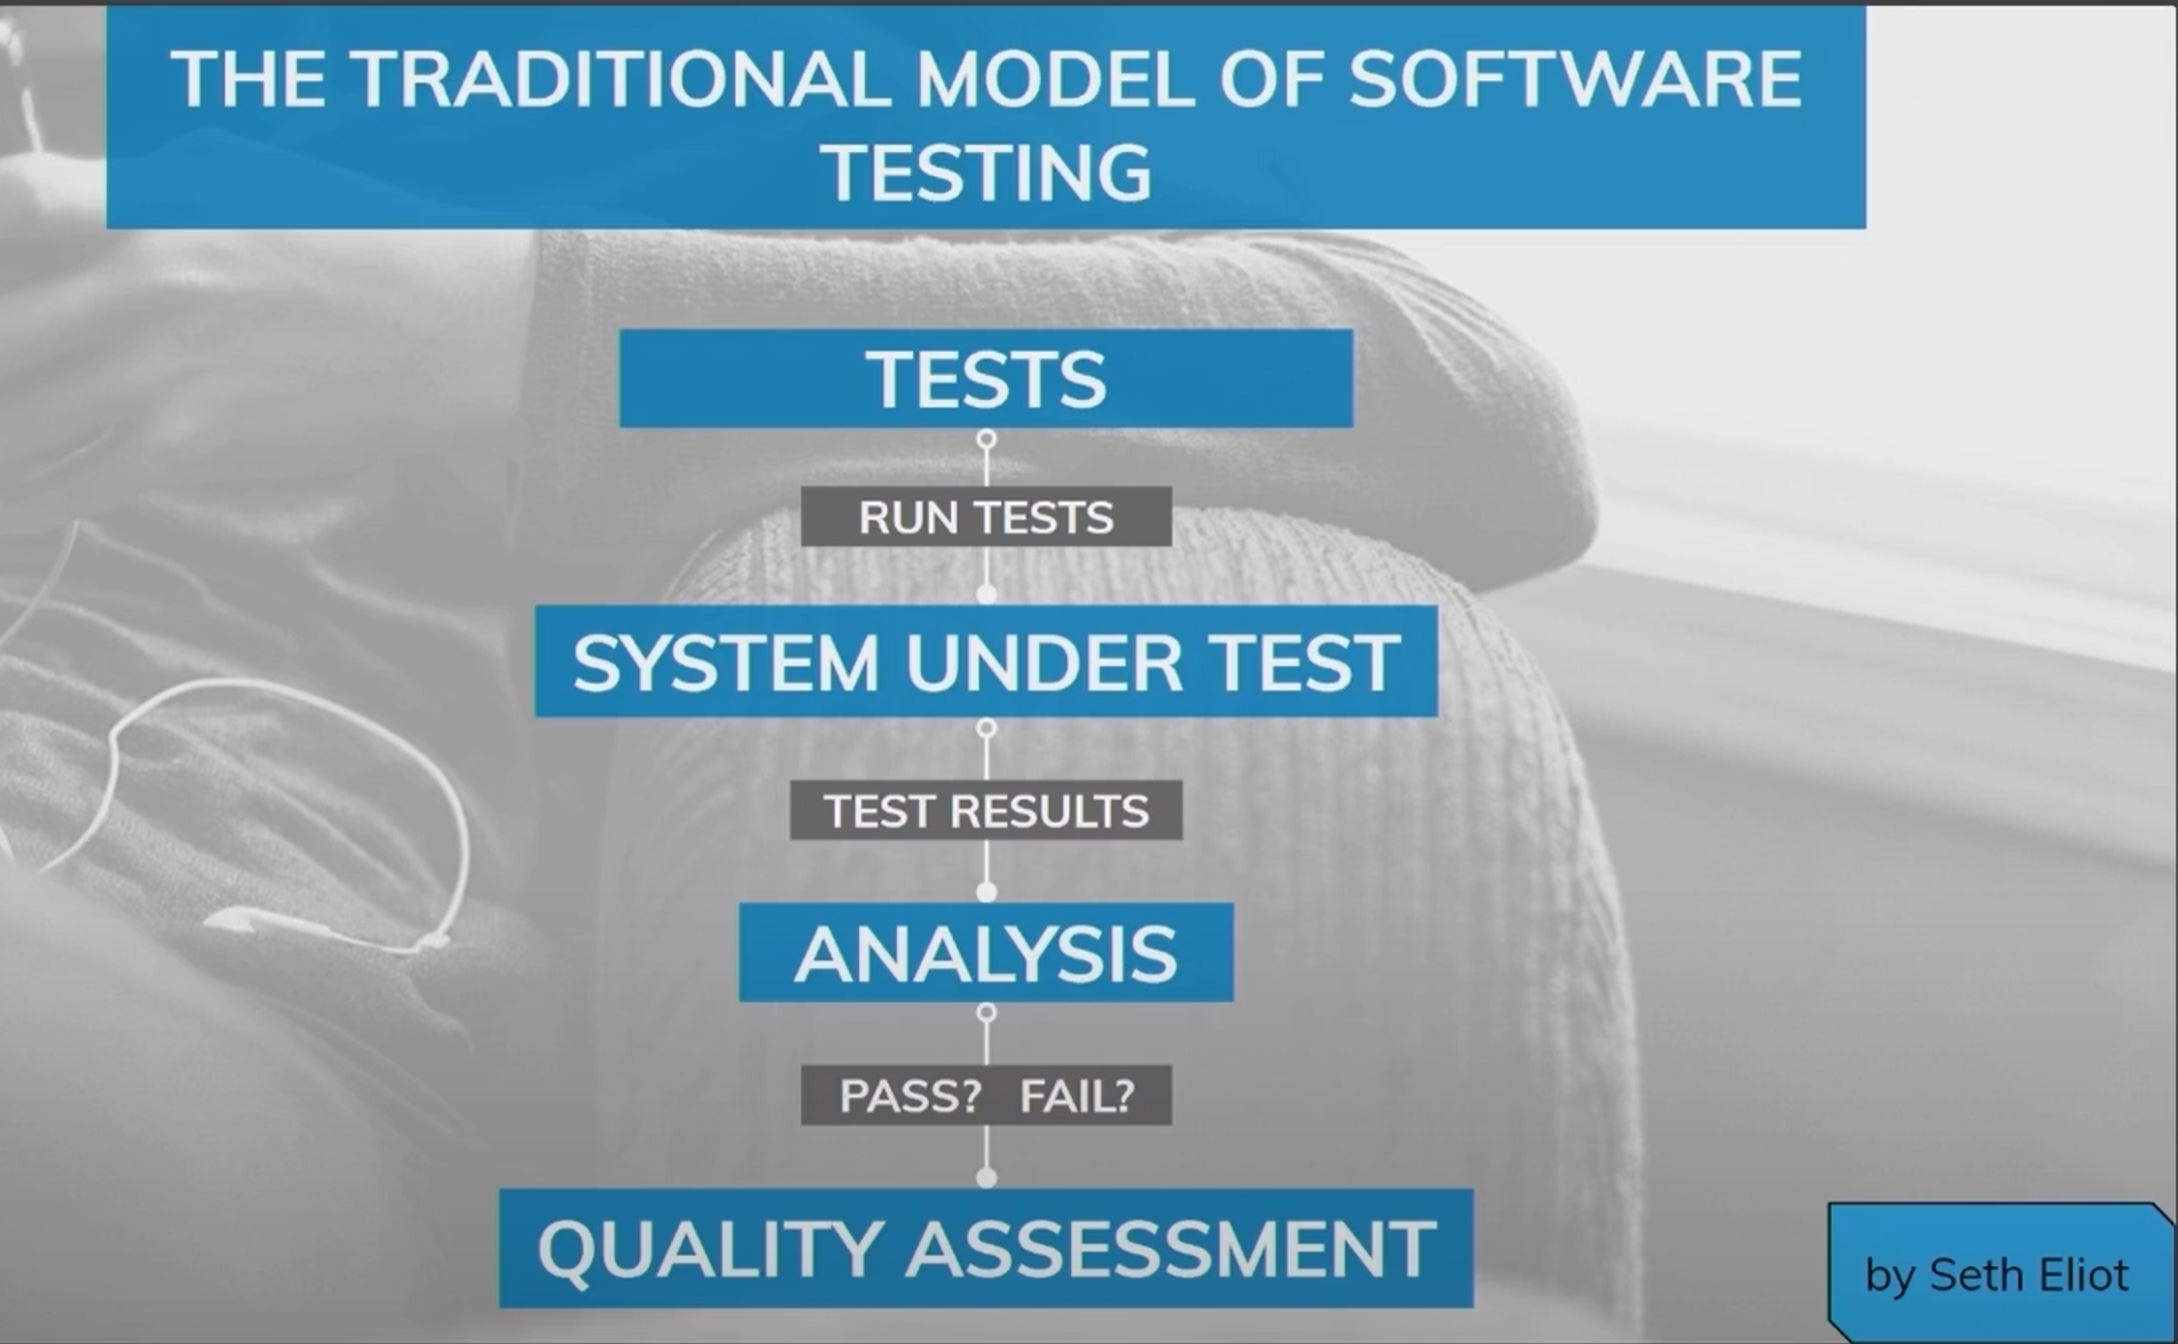 THE TRADITIONAL MODEL OF SOFTWARE
TESTING
TESTS
RUN TESTS
SYSTEM UNDER TEST
TEST RESULTS
ANALYSIS
PASS? FAIL?
QUALITY ASSESSMENT
by Seth Eliot